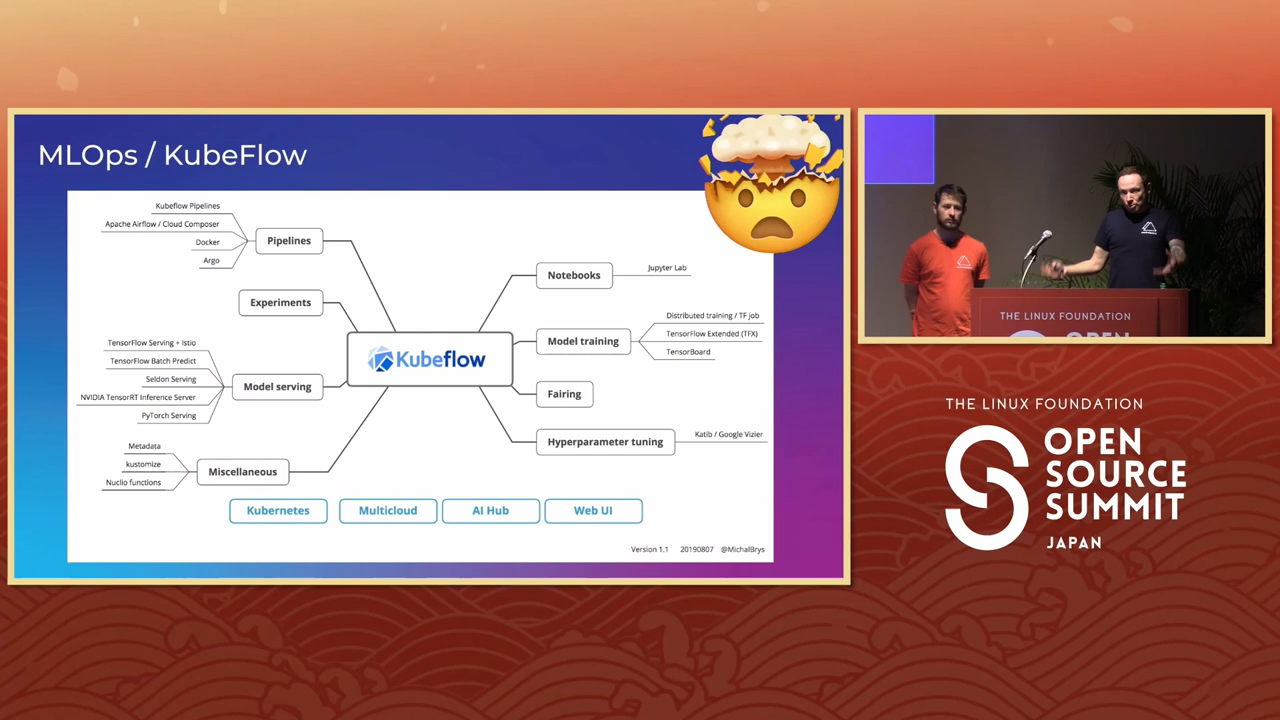 MLOps / KubeFlow
Kubeflow Pipelines
Apache Airflow / Cloud Composer
Docker
Argo
Pipelines
Experiments
TensorFlow Serving + Istio
TensorFlow Batch Predict
Seldon Serving
NVIDIA TensorRT Inference Server
PyTorch Serving
Model serving
Metadata
kustomize
Nuclio functions
Miscellaneous
Kubeflow
Notebooks
Jupyter Lab
Model training
Distributed training / TF job
TensorFlow Extended (TFX)
TensorBoard
Fairing
Hyperparameter tuning
Katib / Google Vizier
Kubernetes
Multicloud
AI Hub
Web UI
Version 1.1 20190807 @MichalBrys
THE LINUX FOUNDATION
OPEN
THE LINUX FOUNDATION
OPEN
SOURCE
SUMMIT
JAPAN